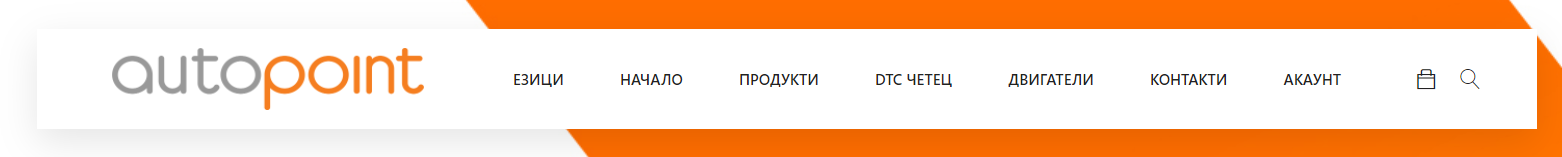 autopoint ЕЗИЦИ НАЧАЛО ПРОДУКТИ DTC ЧЕТЕЦ ДВИГАТЕЛИ КОНТАКТИ АКАУНТ